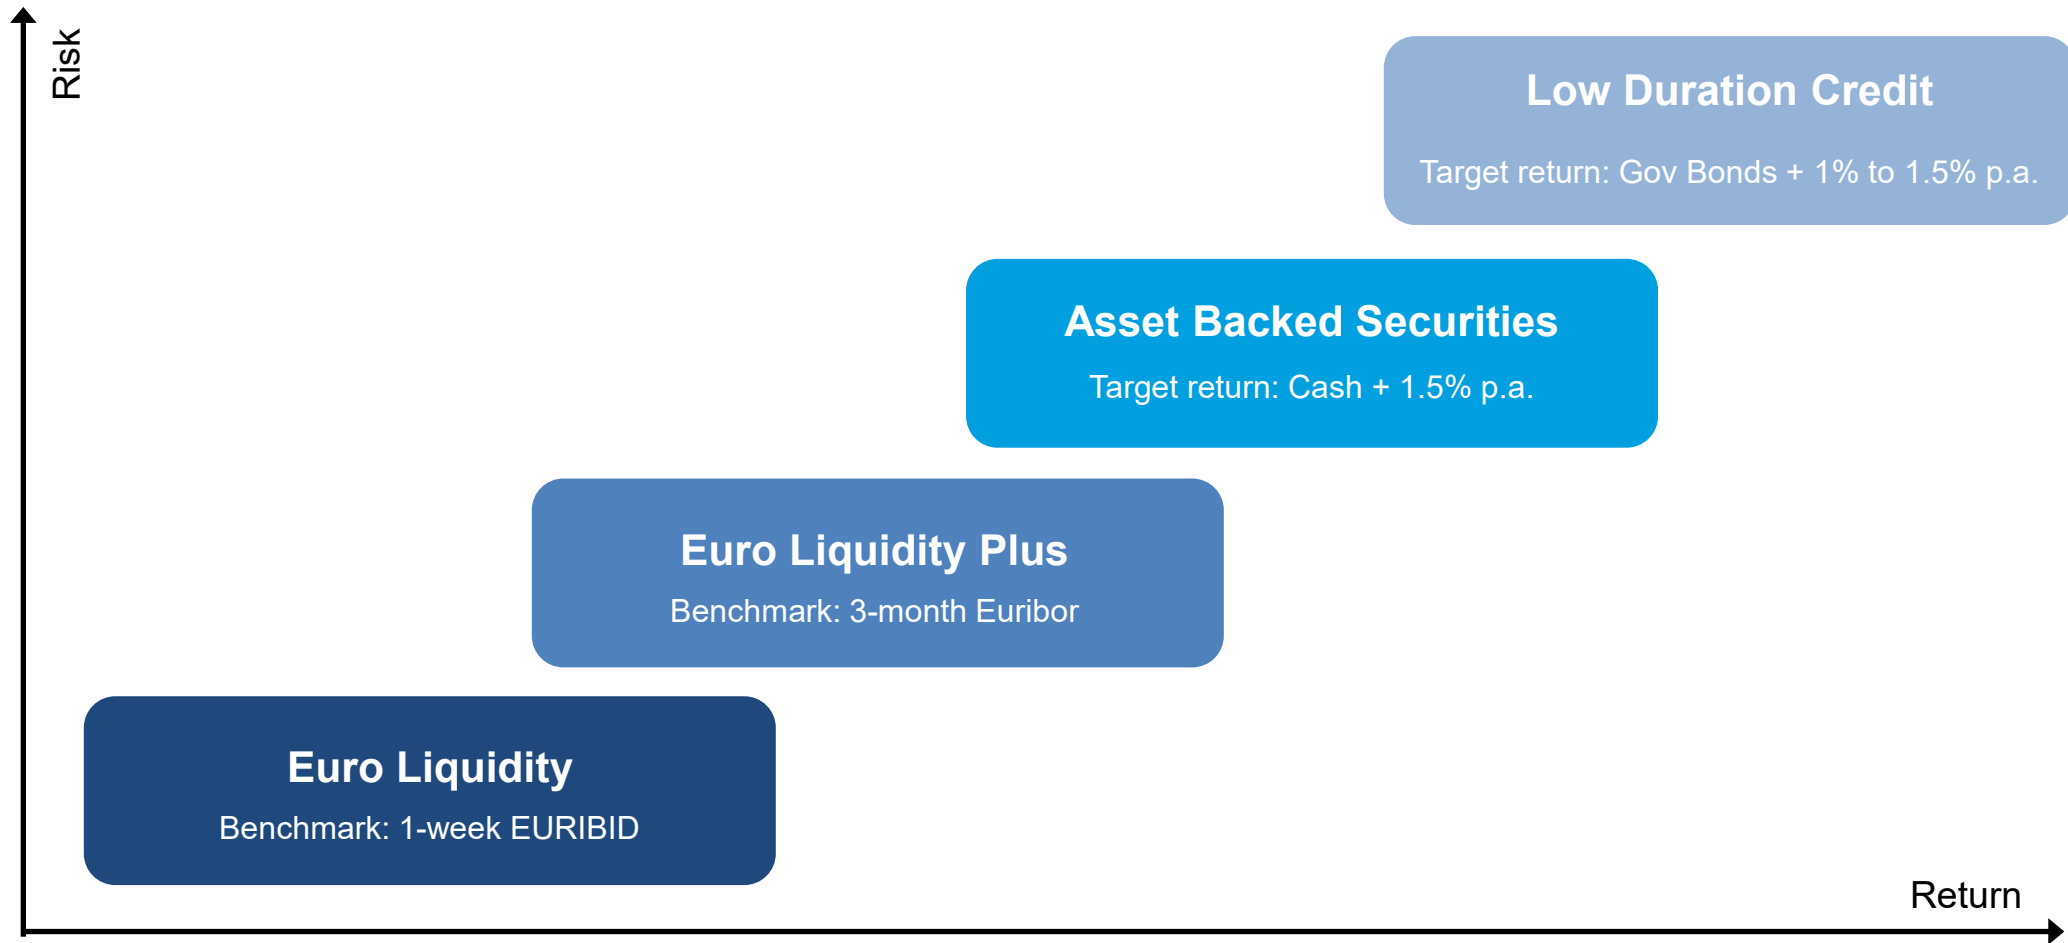 Risk
Low Duration Credit
Target return: Gov Bonds + 1% to 1.5% p.a.
Asset Backed Securities
Target return: Cash + 1.5% p.a.
Euro Liquidity Plus
Benchmark: 3-month Euribor
Euro Liquidity
Benchmark: 1-week EURIBID
Return